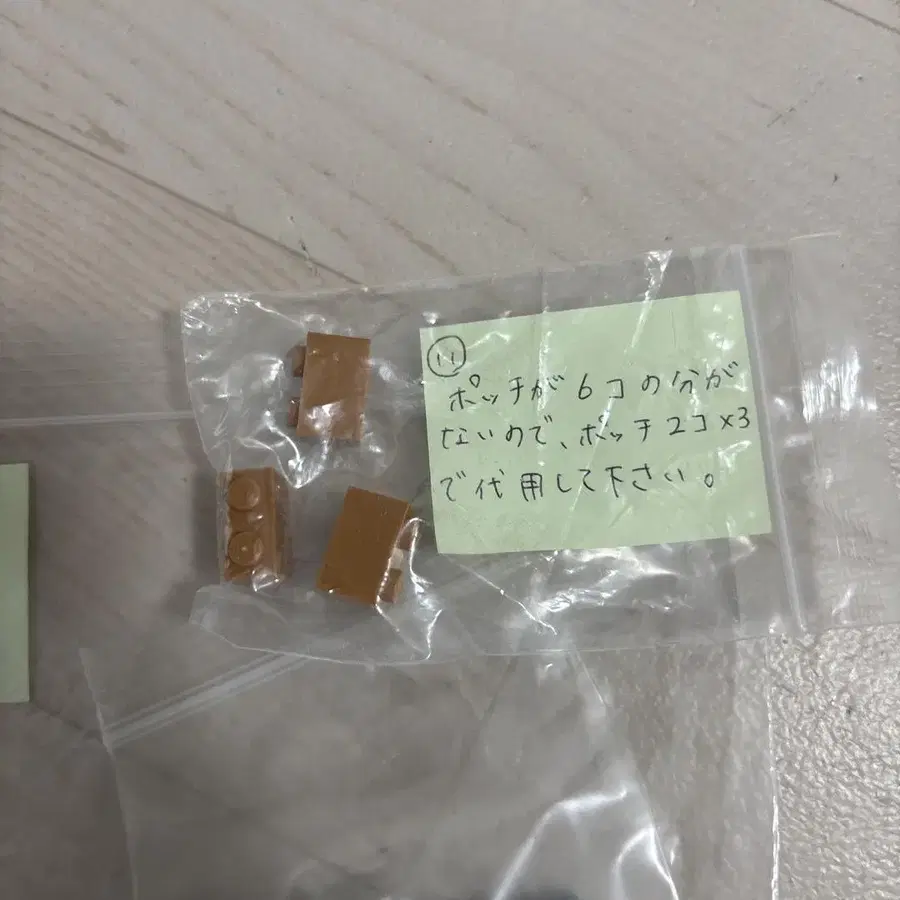 ⑪
ポッチが6コの分が
ないので、ポッチ2コ×3
で代用して下さい。